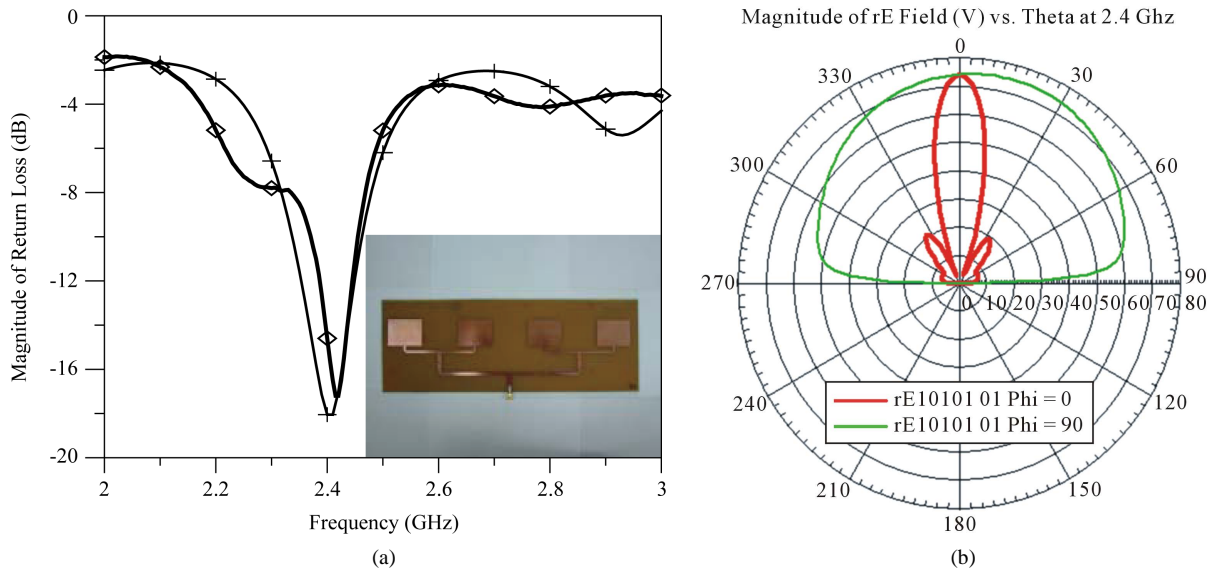 0
-4
-8
-12
-16
-20
Magnitude of Return Loss (dB)
2 2.2 2.4 2.6 2.8 3
Frequency (GHz)
(a)
Magnitude of rE Field (V) vs. Theta at 2.4 Ghz
0
330 30
300 60
270 90
0 10 20 30 40 50 60 70 80
rE10101 01 Phi = 0
rE10101 01 Phi = 90
240 120
210 150
180
(b)